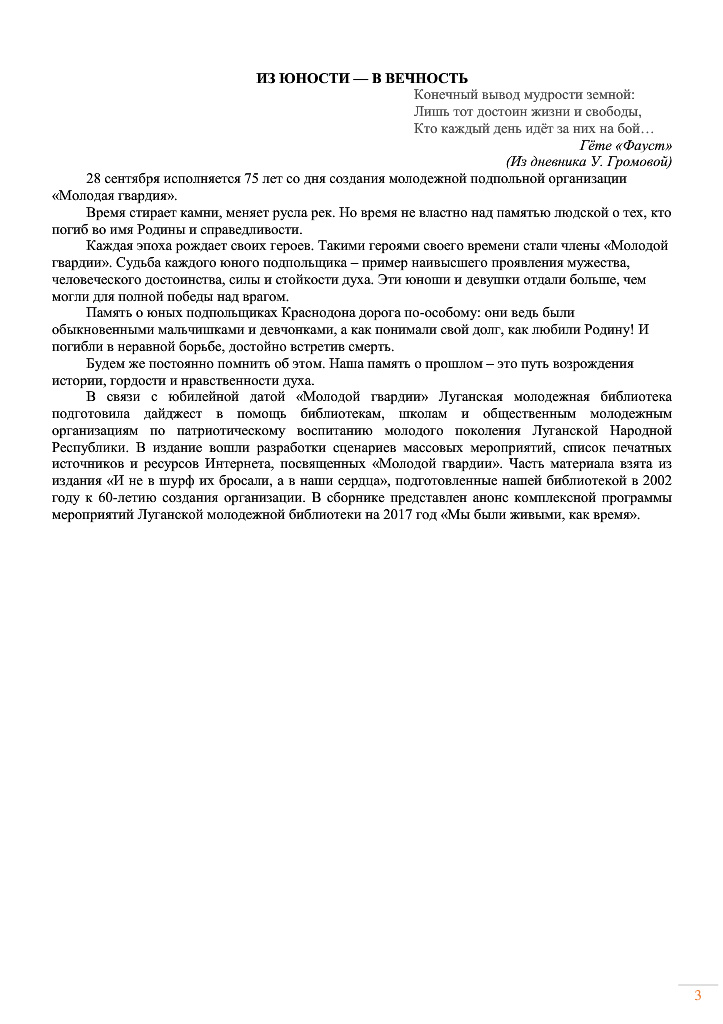 ИЗ ЮНОСТИ — В ВЕЧНОСТЬ
Конечный вывод мудрости земной:
Лишь тот достоин жизни и свободы,
Кто каждый день идёт за них на бой…
Гёте «Фауст»
(Из дневника У. Громовой)
28 сентября исполняется 75 лет со дня создания молодежной подпольной организации
«Молодая гвардия».
Время стирает камни, меняет русла рек. Но время не властно над памятью людской о тех, кто
погиб во имя Родины и справедливости.
Каждая эпоха рождает своих героев. Такими героями своего времени стали члены «Молодой
гвардии». Судьба каждого юного подпольщика – пример наивысшего проявления мужества,
человеческого достоинства, силы и стойкости духа. Эти юноши и девушки отдали больше, чем
могли для полной победы над врагом.
Память о юных подпольщиках Краснодона дорога по-особому: они ведь были
обыкновенными мальчишками и девчонками, а как понимали свой долг, как любили Родину! И
погибли в неравной борьбе, достойно встретив смерть.
Будем же постоянно помнить об этом. Наша память о прошлом – это путь возрождения
истории, гордости и нравственности духа.
В связи с юбилейной датой «Молодой гвардии» Луганская молодежная библиотека
подготовила дайджест в помощь библиотекам, школам и общественным молодежным
организациям по патриотическому воспитанию молодого поколения Луганской Народной
Республики. В издание вошли разработки сценариев массовых мероприятий, список печатных
источников и ресурсов Интернета, посвященных «Молодой гвардии». Часть материала взята из
издания «И не в шурф их бросали, а в наши сердца», подготовленные нашей библиотекой в 2002
году к 60-летию создания организации. В сборнике представлен анонс комплексной программы
мероприятий Луганской молодежной библиотеки на 2017 год «Мы были живыми, как время».
3